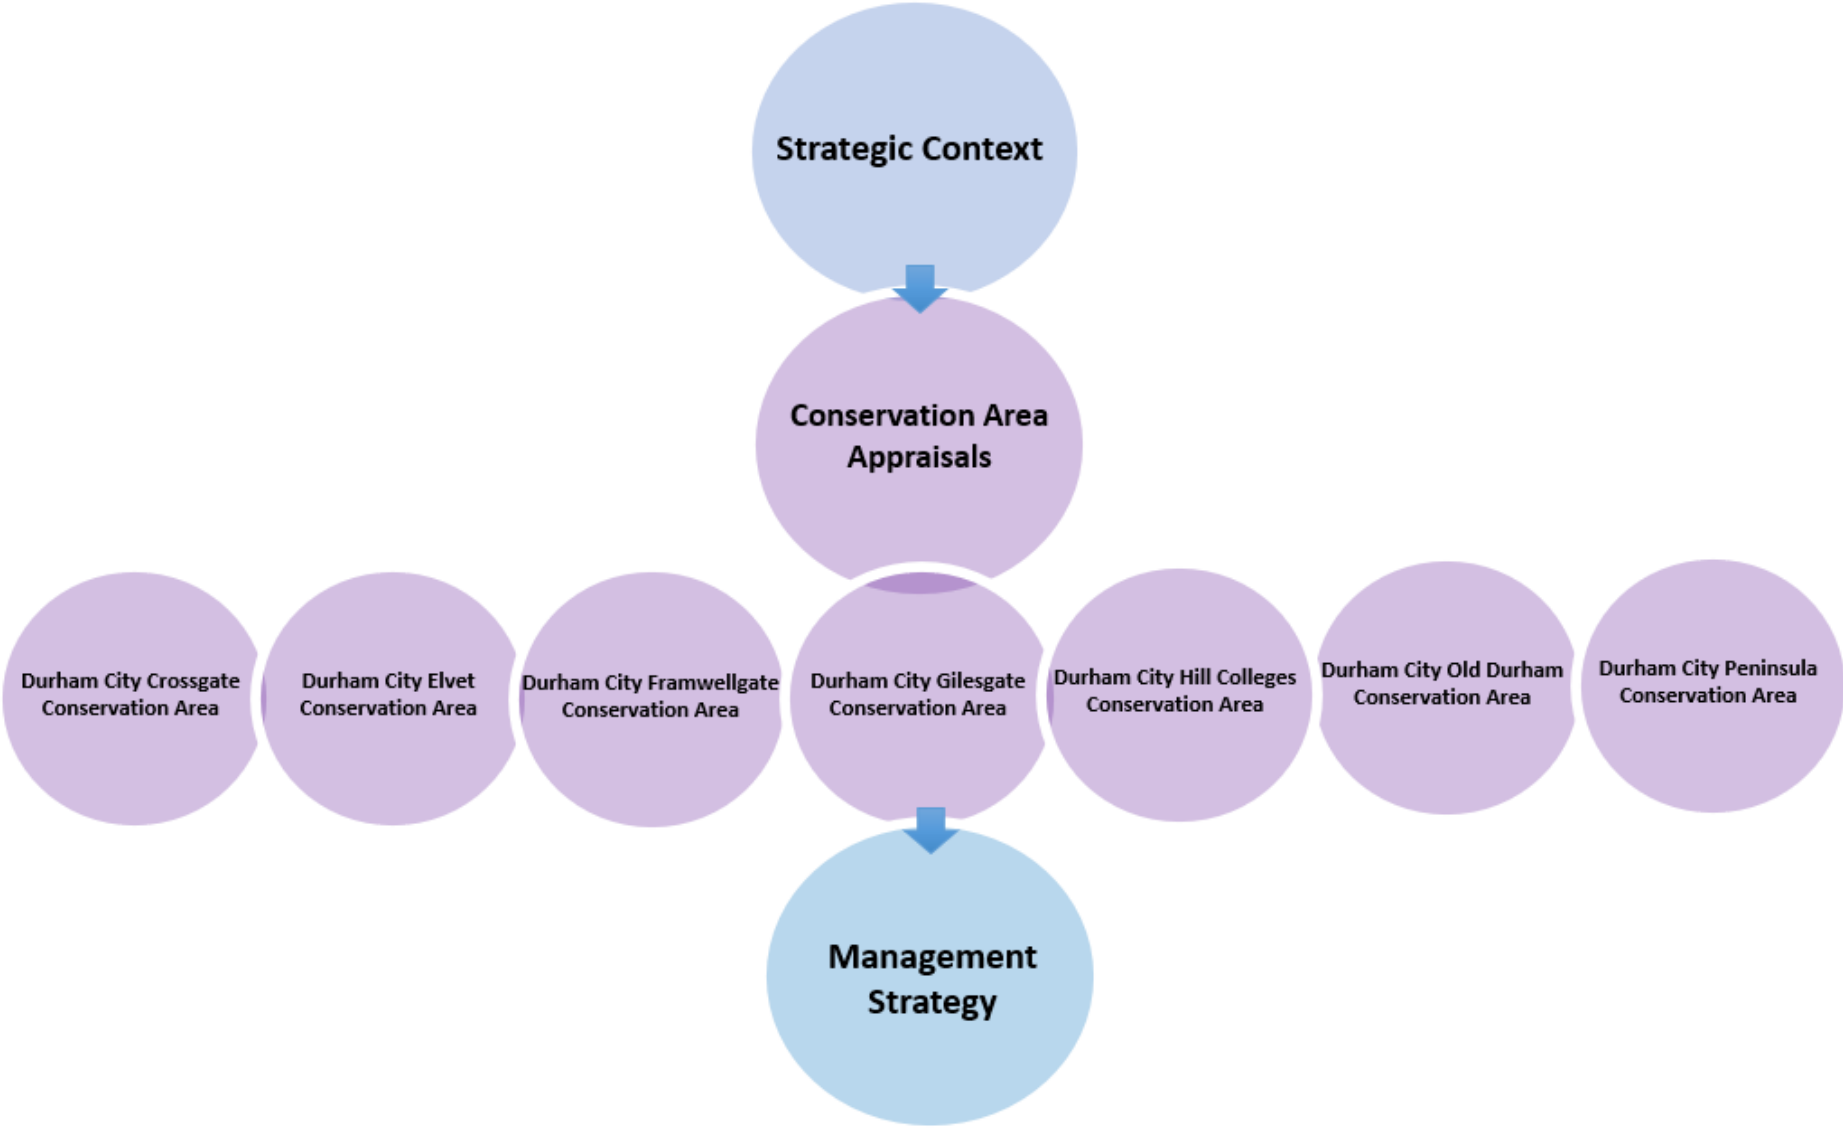 Strategic Context
Conservation Area
Appraisals
Durham City Crossgate
Conservation Area
Durham City Elvet
Conservation Area
Durham City Framwellgate
Conservation Area
Durham City Gilesgate
Conservation Area
Durham City Hill Colleges
Conservation Area
Durham City Old Durham
Conservation Area
Durham City Peninsula
Conservation Area
Management
Strategy